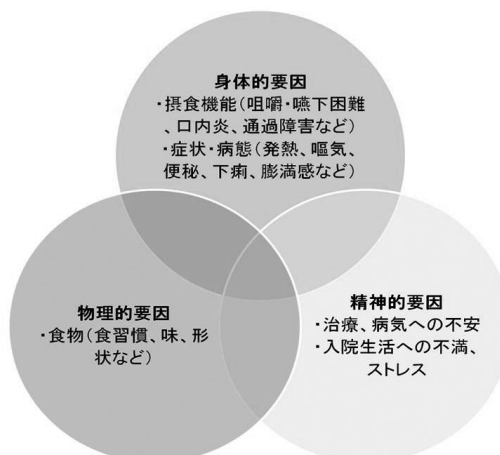 身体的要因
・摂食機能(咀嚼・嚥下困難
、口内炎、通過障害など)
・症状・病態(発熱、嘔気、
便秘、下痢、膨満感など)
物理的要因
・食物(食習慣、味、形
状など)
精神的要因
・治療、病気への不安
・入院生活への不満、
ストレス